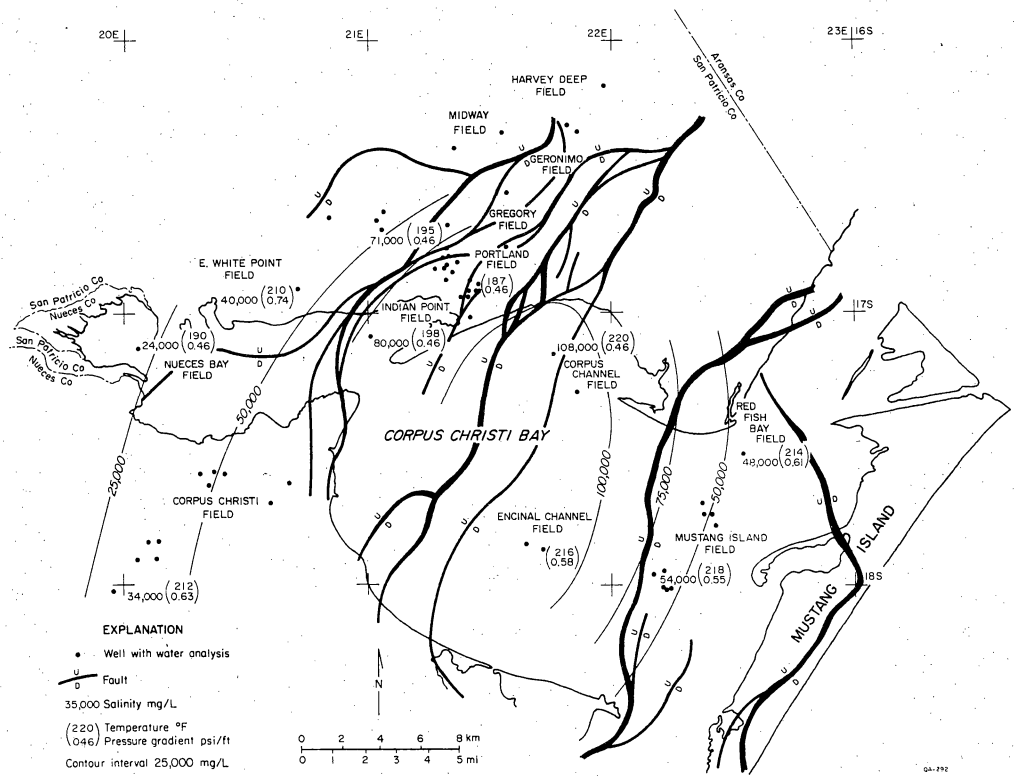 20E
21E
22E
23E 16S
Aransas Co
San Patricio Co
HARVEY DEEP
FIELD
MIDWAY
FIELD
U
D
GERONIMO
FIELD
U
D
U
D
U
D
U
D
GREGORY
FIELD
71,000 (195
0.46)
PORTLAND
FIELD
(187
0.46)
E. WHITE POINT
FIELD
40,000 (210
0.74)
San Patricio Co
Nueces Co
San Patricio Co
Nueces Co
INDIAN POINT
FIELD
80,000 (198
0.46)
24,000 (190
0.46)
NUECES BAY
FIELD
U
D
U
D
U
D
108,000 (220
0.46)
CORPUS
CHANNEL
FIELD
U
D
U
D
17S
RED
FISH
BAY
FIELD
48,000 (214
0.61)
CORPUS CHRISTI BAY
25,000
50,000
100,000
75,000
50,000
CORPUS CHRISTI
FIELD
U
D
U
D
ENCINAL CHANNEL
FIELD
(216
0.58)
U
D
MUSTANG ISLAND
FIELD
54,000 (218
0.55)
U
D
18S
MUSTANG ISLAND
34,000 (212
0.63)
U
D
U
D
U
D
EXPLANATION
Well with water analysis
U
D
Fault
35,000 Salinity mg/L
(220) Temperature °F
(046) Pressure gradient psi/ft
Contour interval 25,000 mg/L
N
0 2 4 6 8 km
0 1 2 3 4 5 mi
QA-292